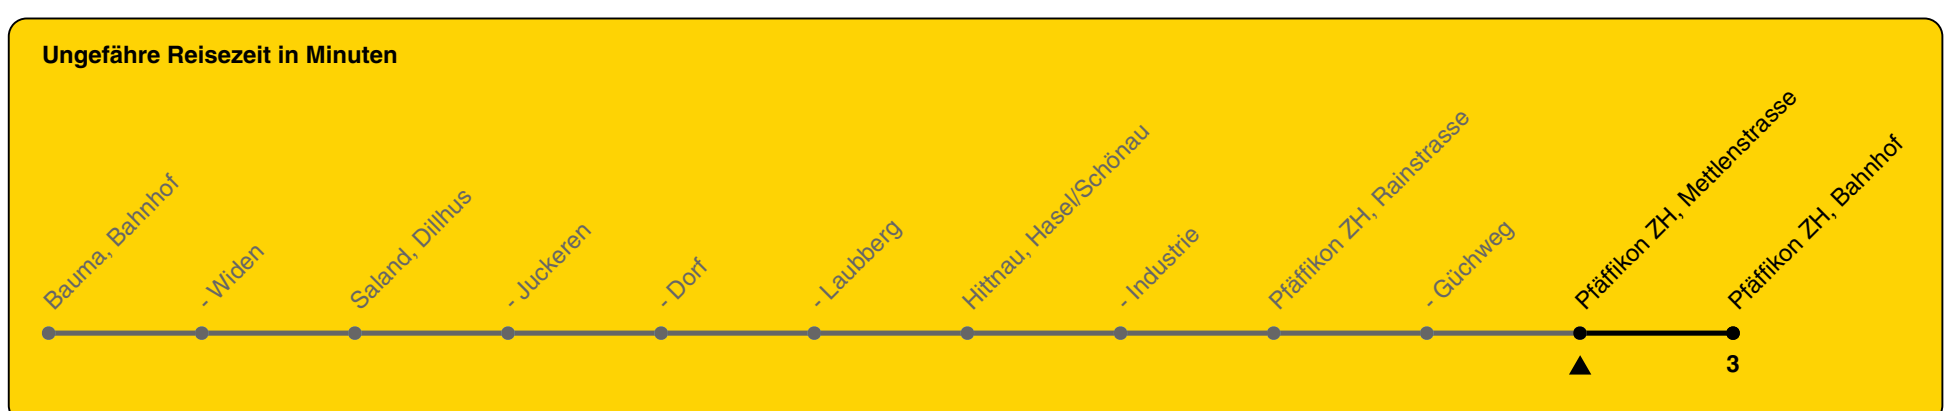 Ungefähre Reisezeit in Minuten
Bauma, Bahnhof
- Widen
Saland, Dillhus
- Juckeren
- Dorf
- Laubberg
Hittnau, Hasel/Schönau
- Industrie
Pfäffikon ZH, Rainstrasse
- Güchweg
Pfäffikon ZH, Mettlenstrasse
Pfäffikon ZH, Bahnhof
3